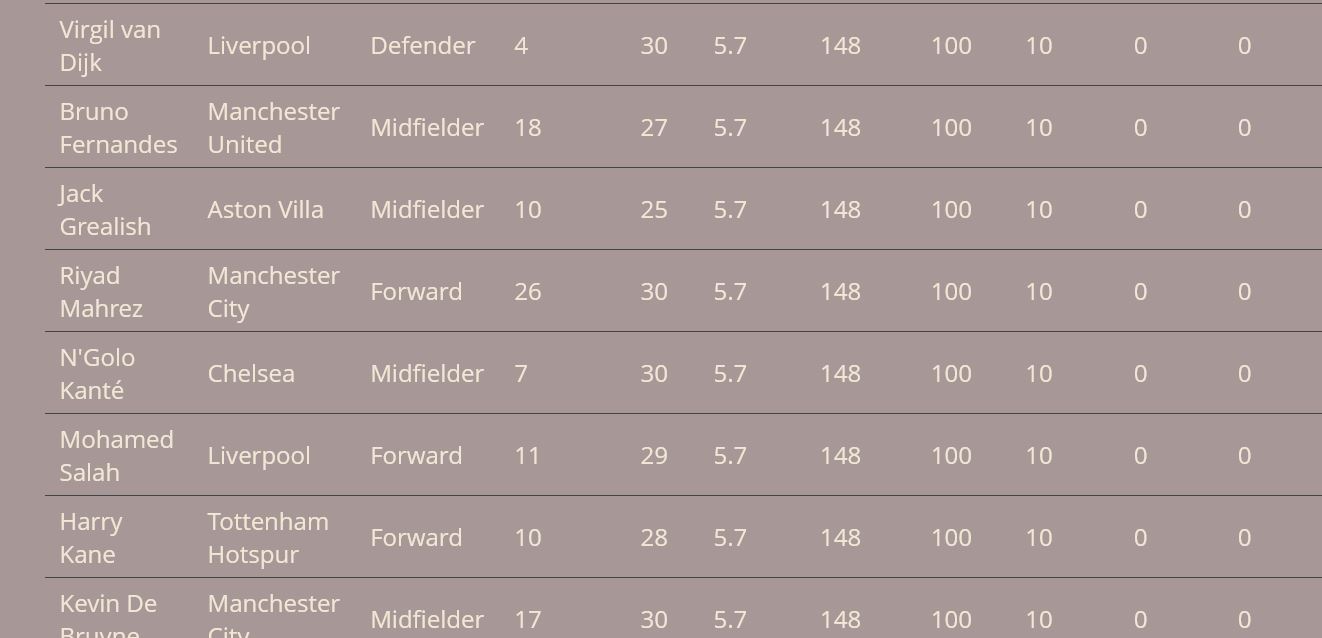 Virgil van Dijk Liverpool Defender 4 30 5.7 148 100 10 0 0
Bruno Fernandes Manchester United Midfielder 18 27 5.7 148 100 10 0 0
Jack Grealish Aston Villa Midfielder 10 25 5.7 148 100 10 0 0
Riyad Mahrez Manchester City Forward 26 30 5.7 148 100 10 0 0
N'Golo Kanté Chelsea Midfielder 7 30 5.7 148 100 10 0 0
Mohamed Salah Liverpool Forward 11 29 5.7 148 100 10 0 0
Harry Kane Tottenham Hotspur Forward 10 28 5.7 148 100 10 0 0
Kevin De Bruyne Manchester City Midfielder 17 30 5.7 148 100 10 0 0